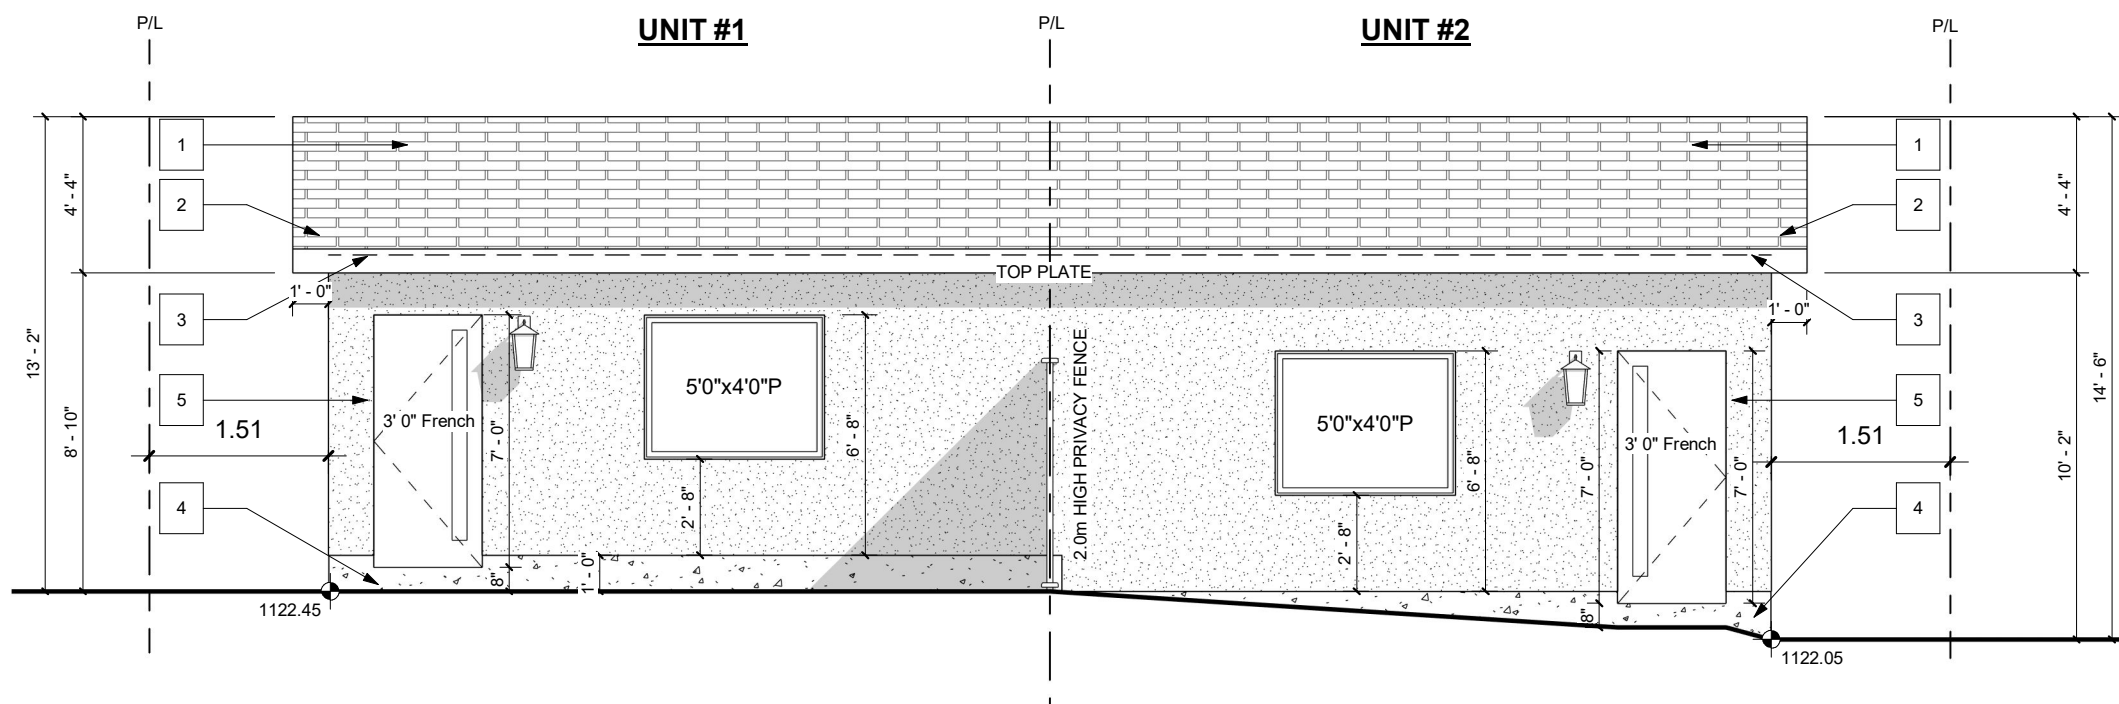 P/L
UNIT #1
P/L
UNIT #2
P/L
1
1
2
2
4' - 4"
4' - 4"
13' - 2"
14' - 6"
TOP PLATE
1' - 0"
1' - 0"
3
3
5
5
5'0"x4'0"P
5'0"x4'0"P
3' 0" French
3' 0" French
1.51
1.51
8' - 10"
10' - 2"
7' - 0"
6' - 8"
2' - 8"
2.0m HIGH PRIVACY FENCE
6' - 8"
2' - 8"
7' - 0"
7' - 0"
4
4
8"
1' - 0"
8"
1122.45
1122.05